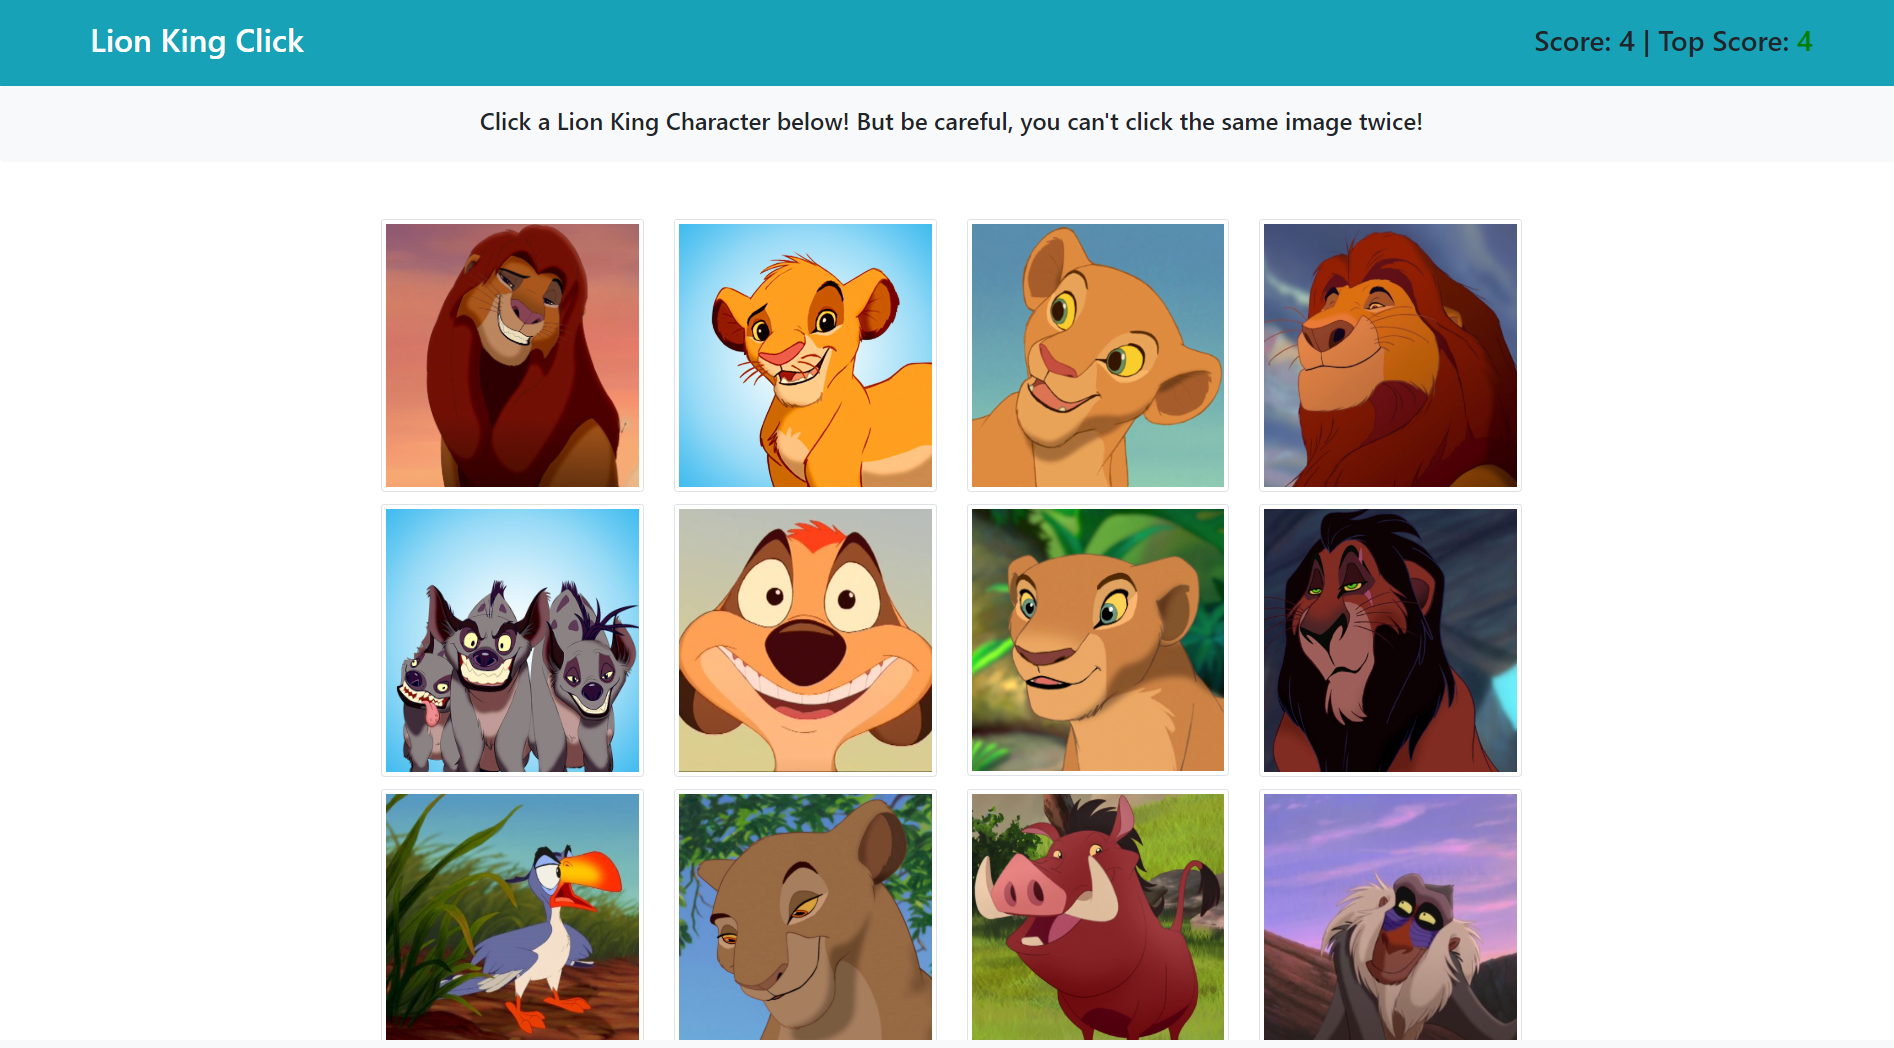 Lion King Click
Score: 4 | Top Score: 4
Click a Lion King Character below! But be careful, you can't click the same image twice!